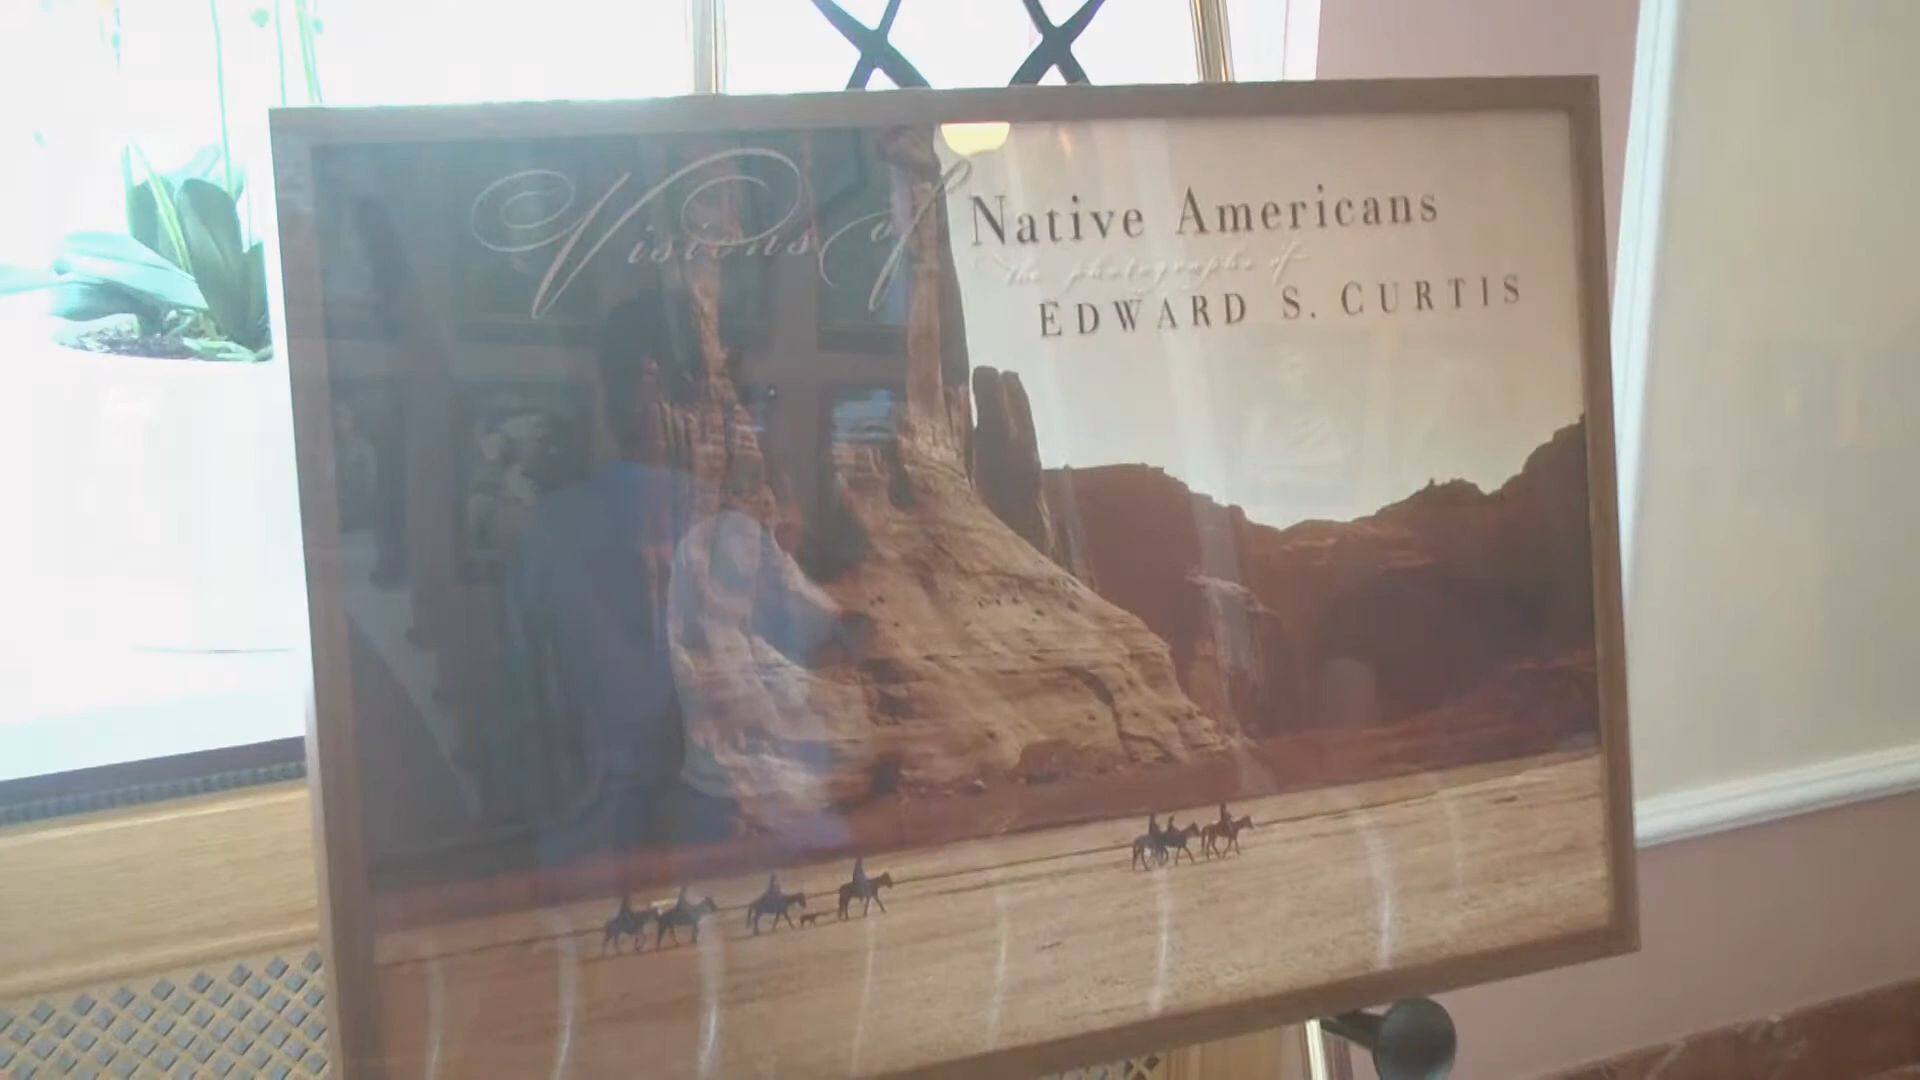 Visions of Native Americans
the photographs of
EDWARD S. CURTIS